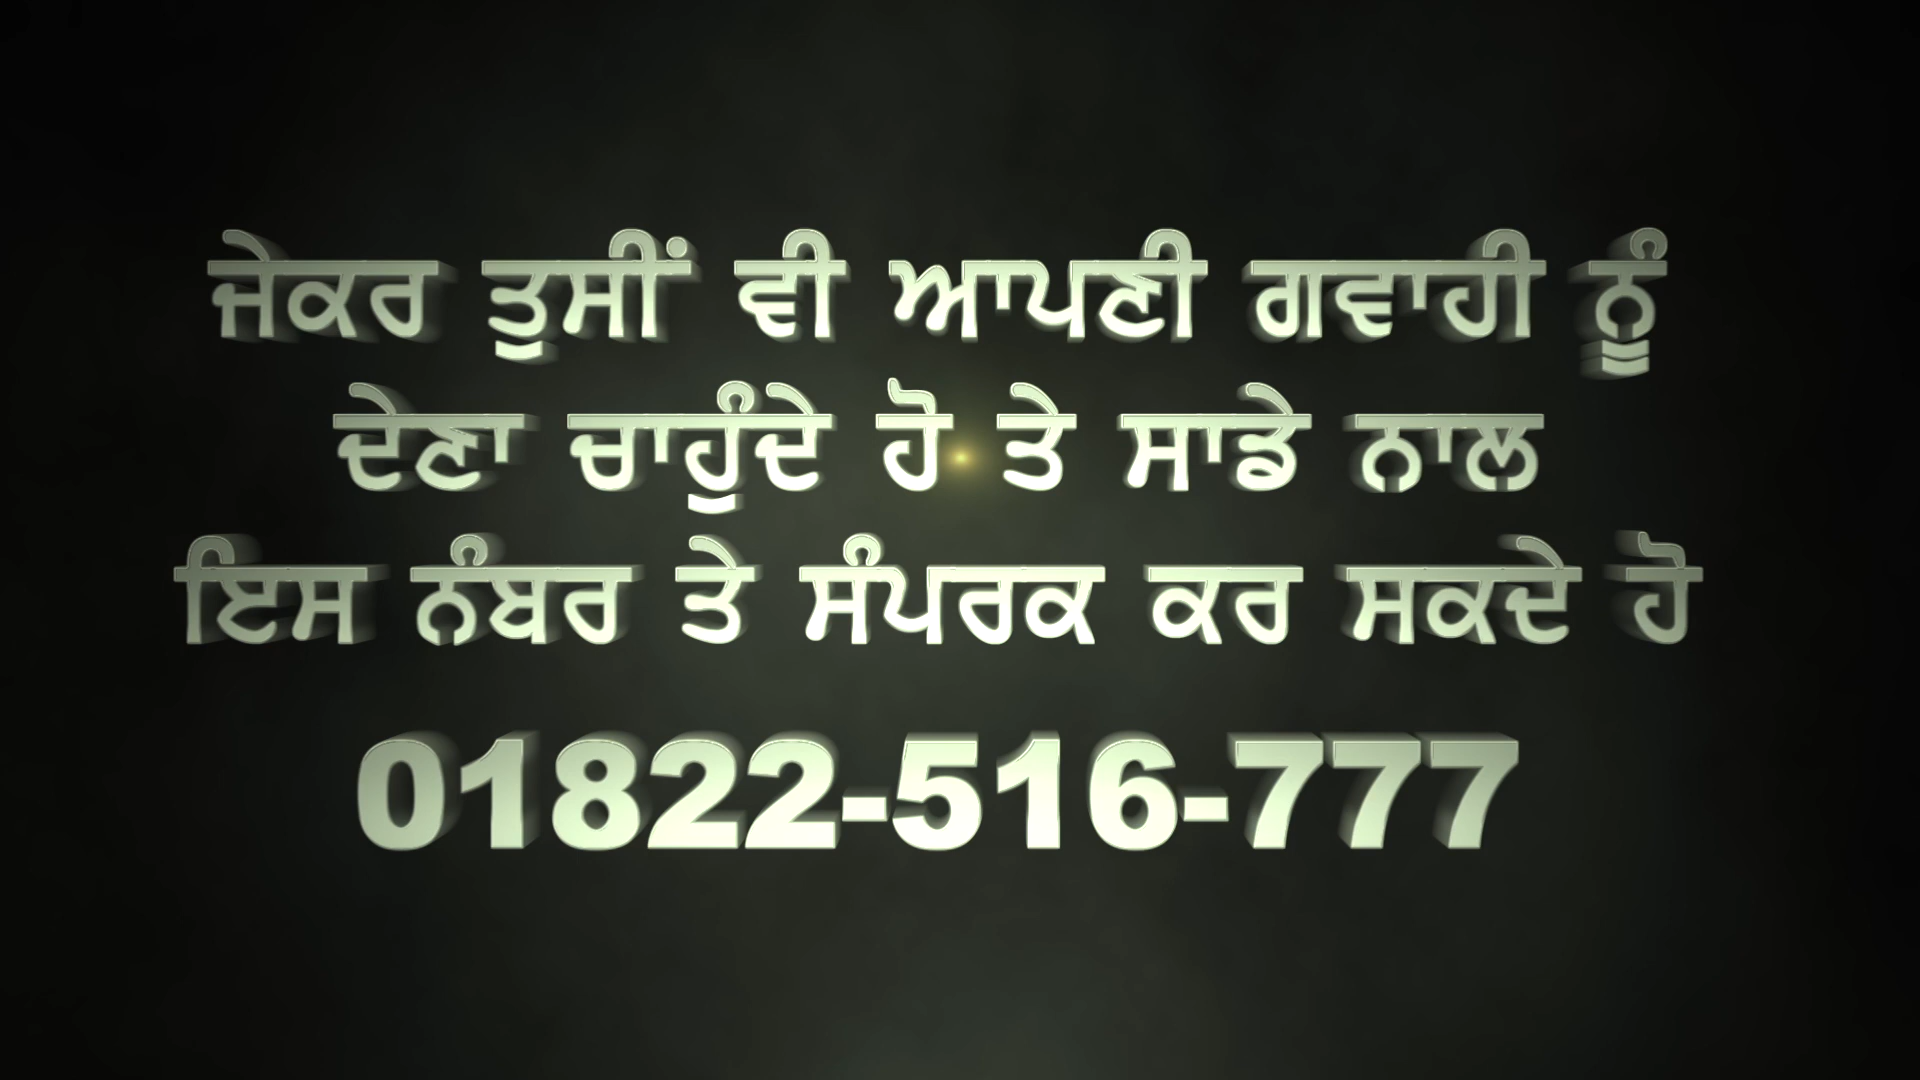 ਜੇਕਰ ਤੁਸੀਂ ਵੀ ਆਪਣੀ ਗਵਾਹੀ ਨੂੰ
ਦੇਣਾ ਚਾਹੁੰਦੇ ਹੋ ਤੇ ਸਾਡੇ ਨਾਲ
ਇਸ ਨੰਬਰ ਤੇ ਸੰਪਰਕ ਕਰ ਸਕਦੇ ਹੋ
01822-516-777